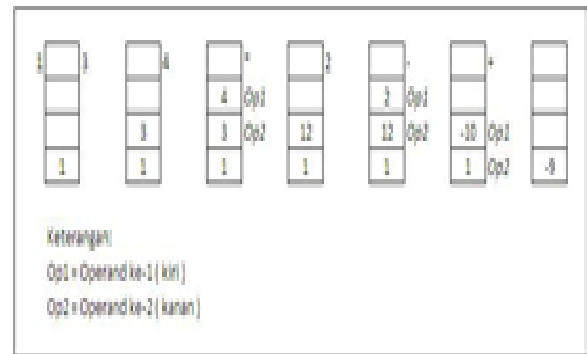 1 3 4 * 2 - +
4 Op1 2 Op1
3 3 Op2 12 12 Op2 -10 Op1
1 1 1 1 1 1 Op2 -9
Keterangan:
Op1 = Operand ke-1 ( kiri )
Op2 = Operand ke-2 ( kanan )